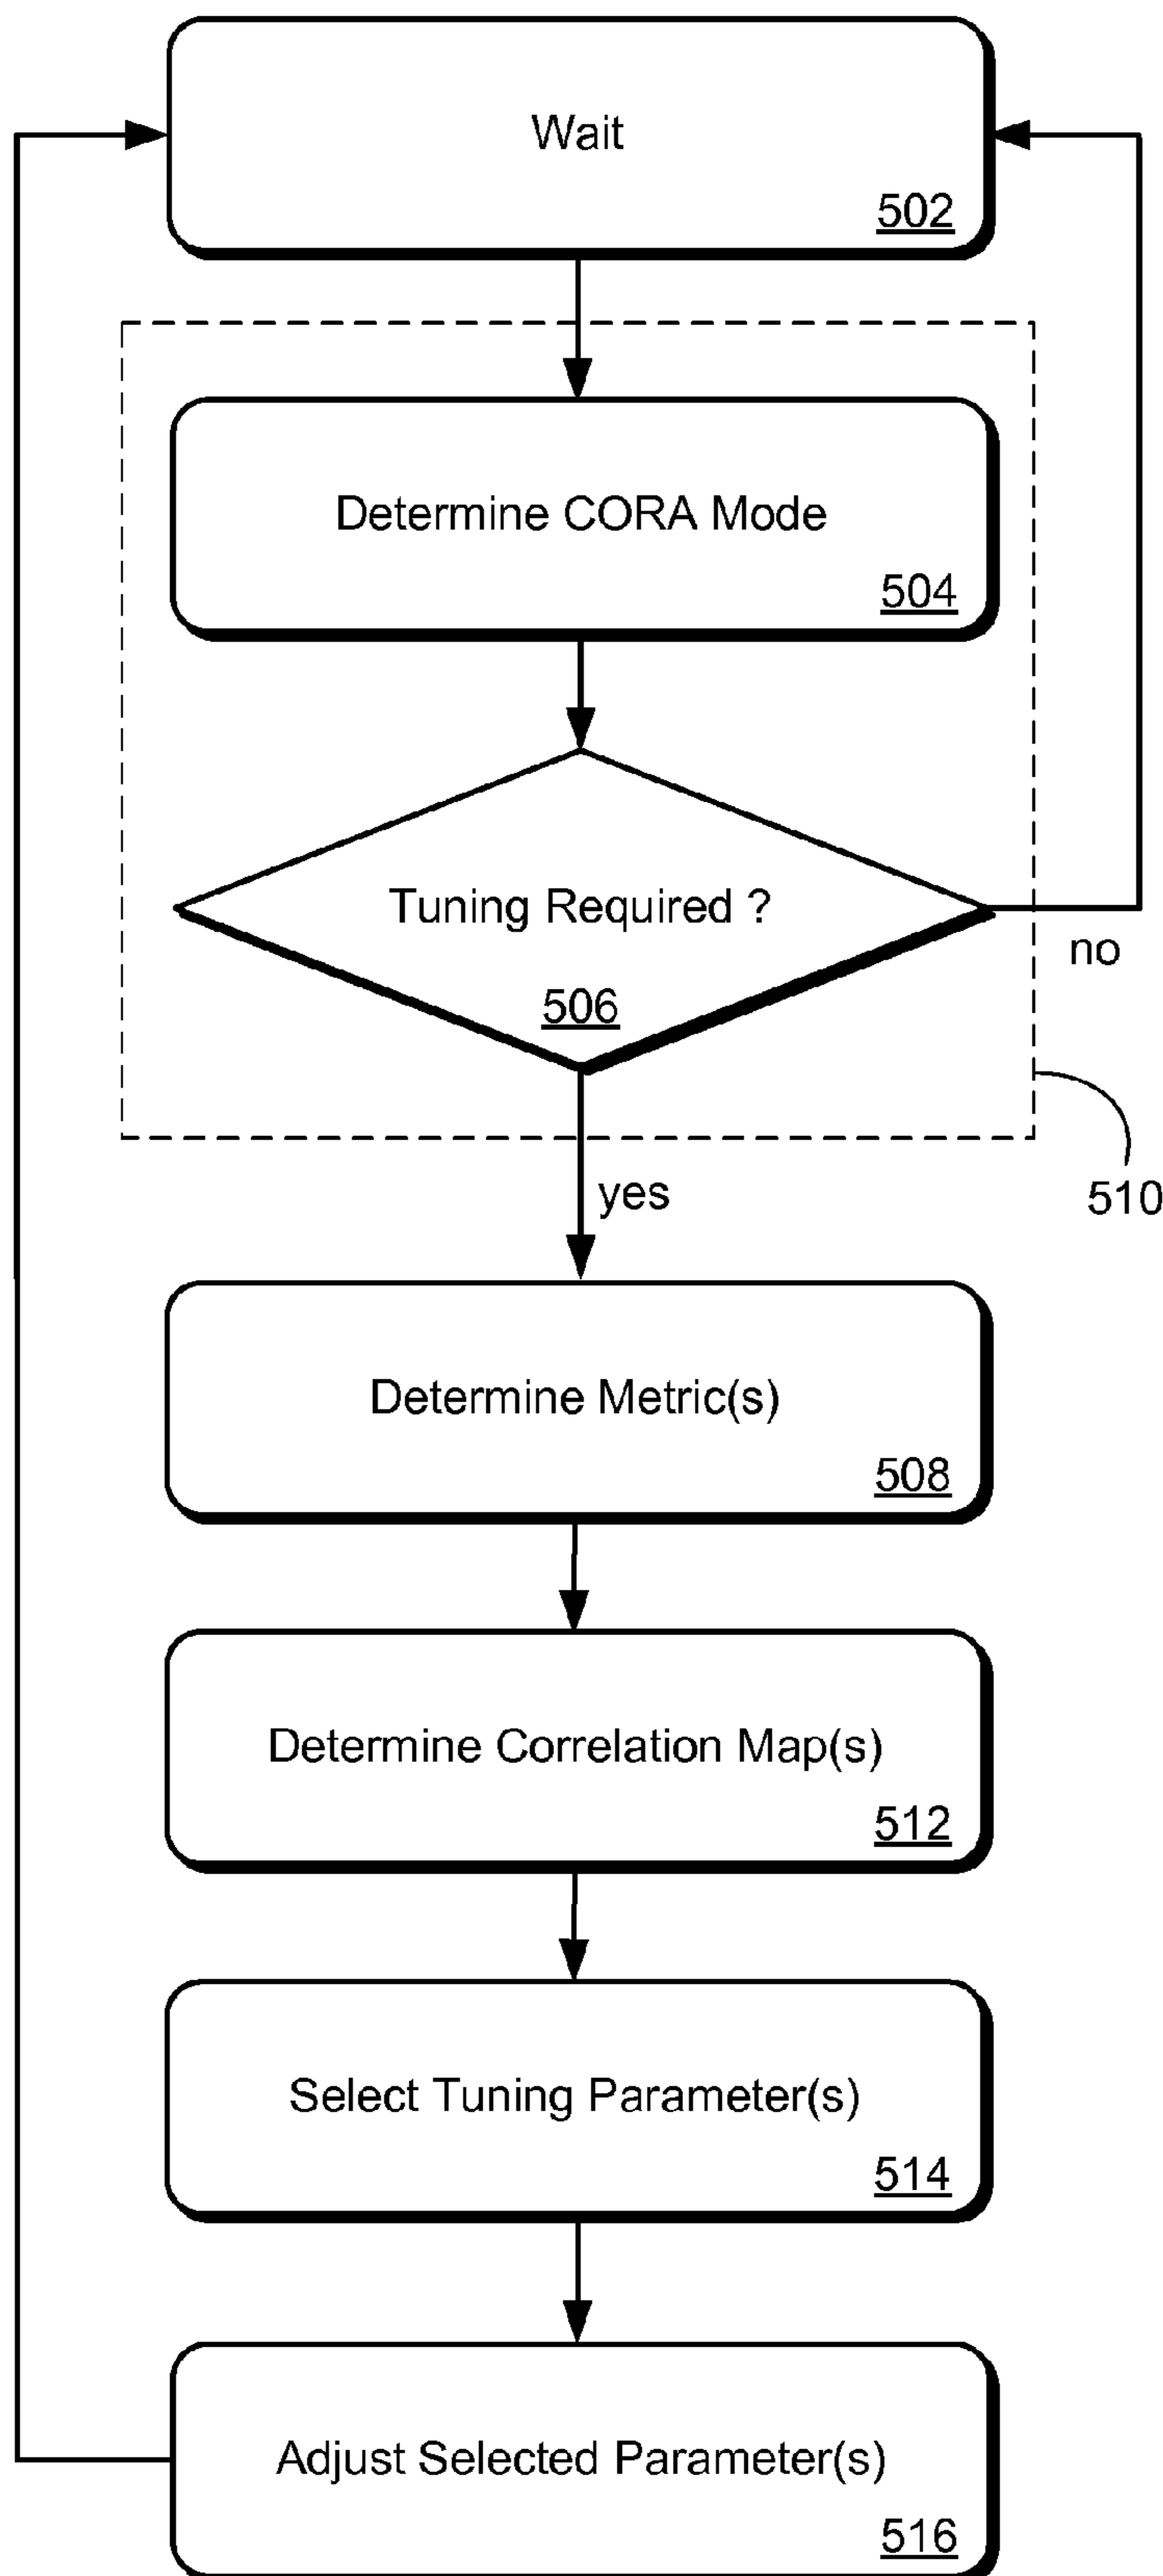 Wait
502
Determine CORA Mode
504
Tuning Required ?
506
no
510
yes
Determine Metric(s)
508
Determine Correlation Map(s)
512
Select Tuning Parameter(s)
514
Adjust Selected Parameter(s)
516